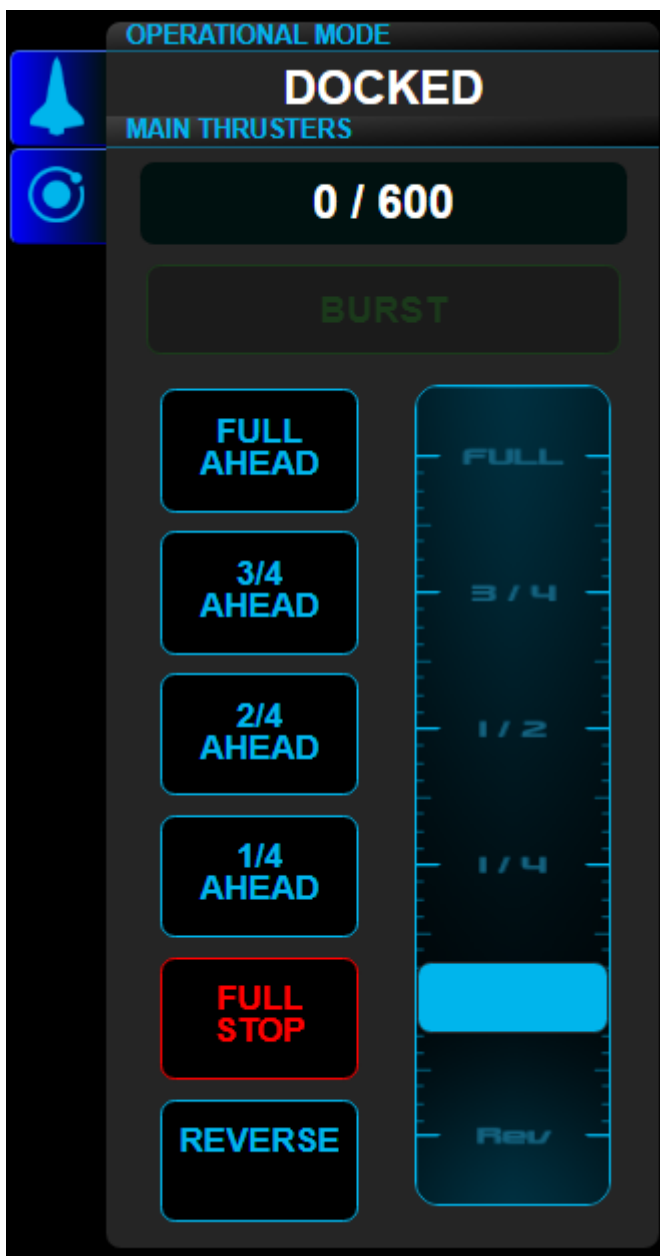 OPERATIONAL MODE
DOCKED
MAIN THRUSTERS
0 / 600
BURST
FULL
AHEAD
FULL
3/4
AHEAD
3 / 4
2/4
AHEAD
1 / 2
1/4
AHEAD
1 / 4
FULL
STOP
REVERSE
Rev